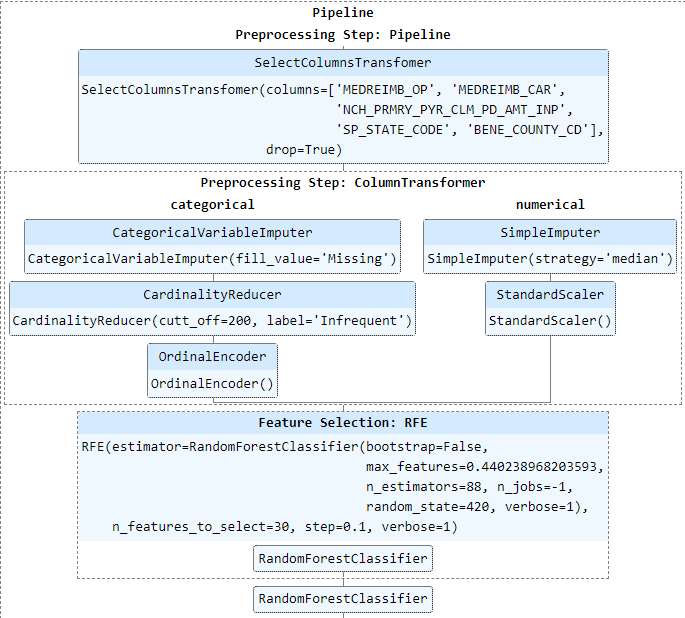 Pipeline
Preprocessing Step: Pipeline
SelectColumnsTransfomer
SelectColumnsTransfomer(columns=['MEDREIMB_OP', 'MEDREIMB_CAR',
'NCH_PRMRY_PYR_CLM_PD_AMT_INP',
'SP_STATE_CODE', 'BENE_COUNTY_CD'],
drop=True)
Preprocessing Step: ColumnTransformer
categorical
CategoricalVariableImputer
CategoricalVariableImputer(fill_value='Missing')
CardinalityReducer
CardinalityReducer(cutt_off=200, label='Infrequent')
OrdinalEncoder
OrdinalEncoder()
numerical
SimpleImputer
SimpleImputer(strategy='median')
StandardScaler
StandardScaler()
Feature Selection: RFE
RFE(estimator=RandomForestClassifier(bootstrap=False,
max_features=0.440238968203593,
n_estimators=88, n_jobs=-1,
random_state=420, verbose=1),
n_features_to_select=30, step=0.1, verbose=1)
RandomForestClassifier
RandomForestClassifier